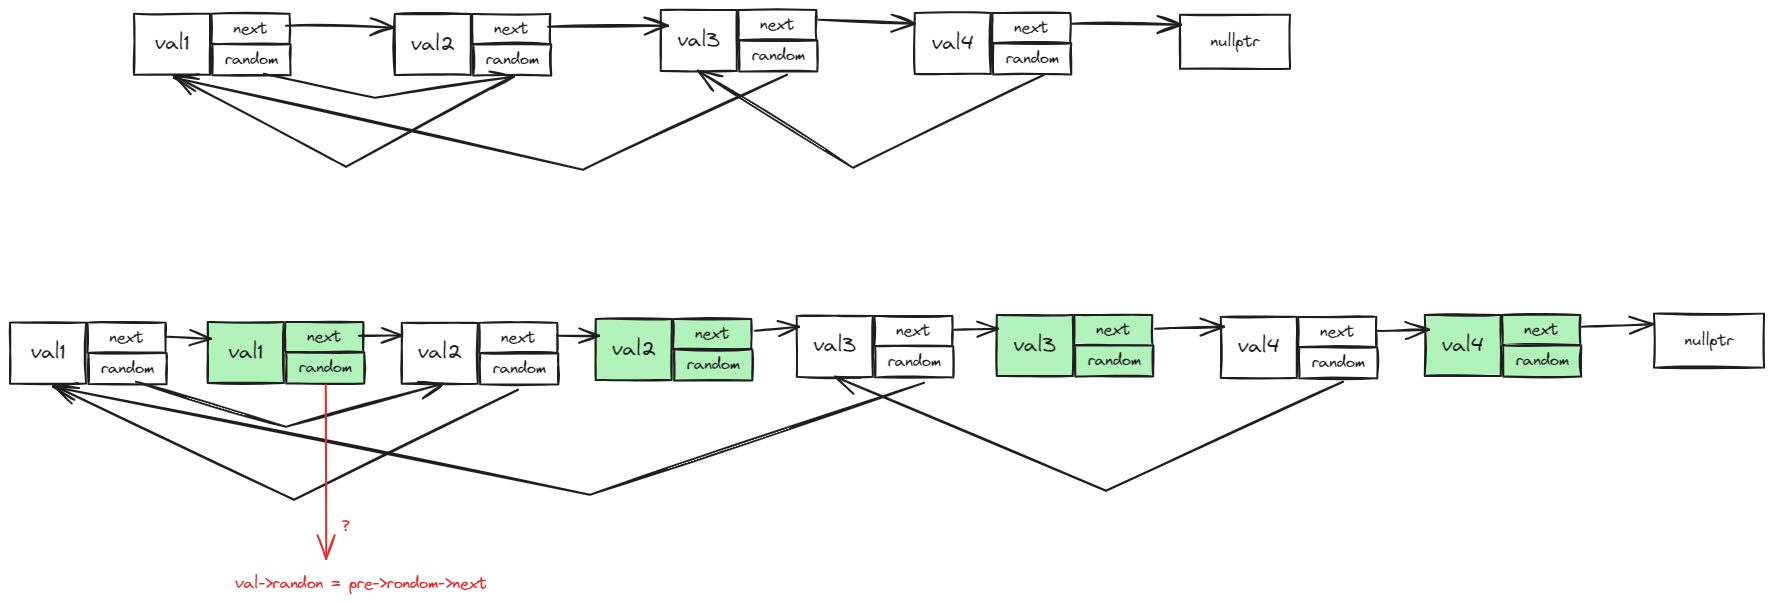 val1 next random
val2 next random
val3 next random
val4 next random
nullptr
val1 next random
val1 next random
val2 next random
val2 next random
val3 next random
val3 next random
val4 next random
val4 next random
nullptr
?
val->randon = pre->rondom->next